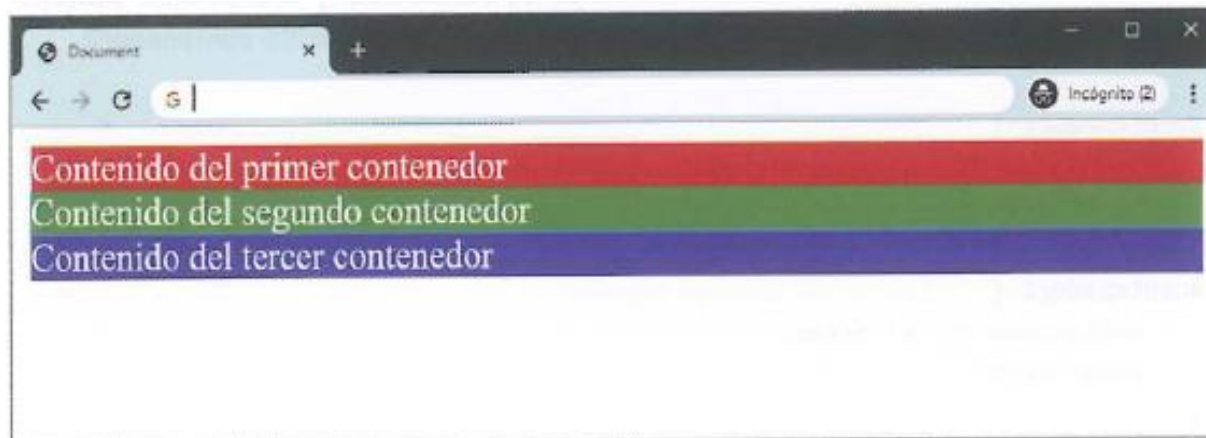 Document
Incógnito (2)
Contenido del primer contenedor
Contenido del segundo contenedor
Contenido del tercer contenedor